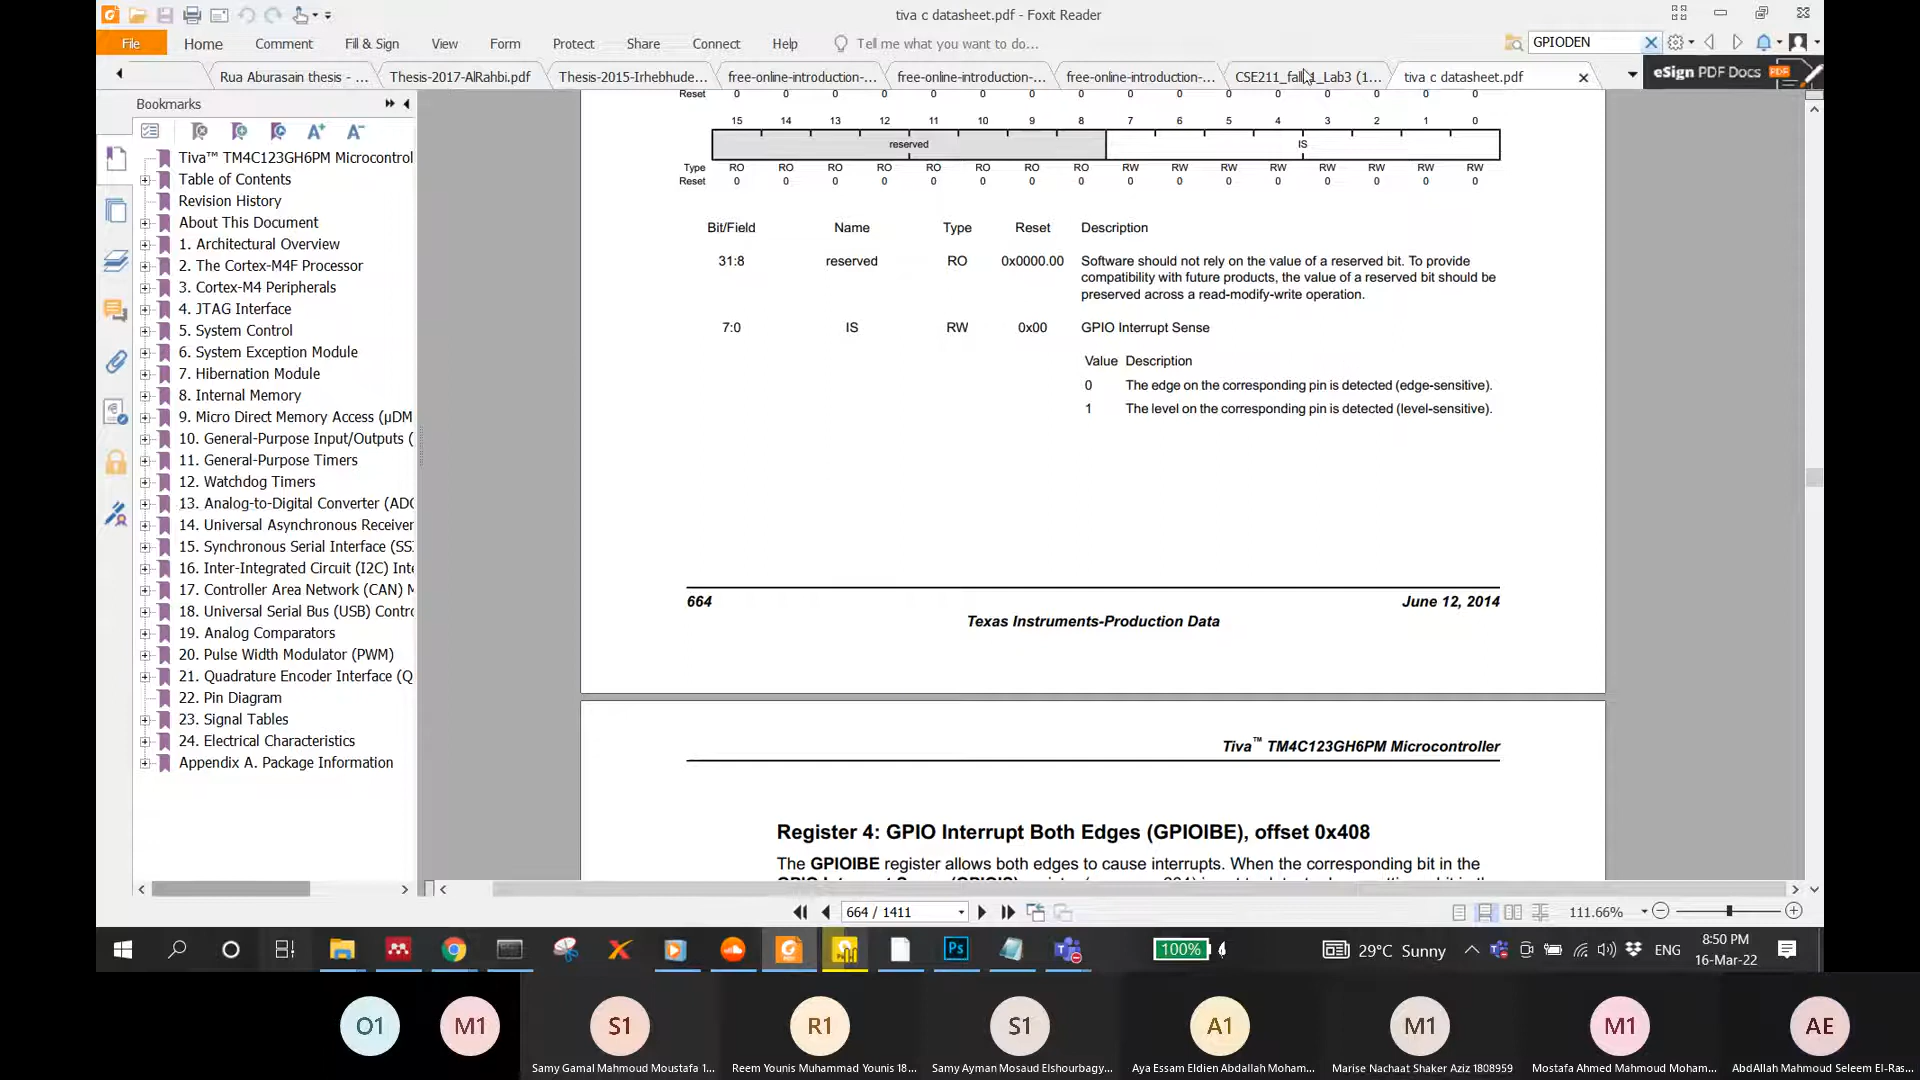 tiva c datasheet.pdf - Foxit Reader
File Home Comment Fill & Sign View Form Protect Share Connect Help Tell me what you want to do... GPIODEN
Rua Aburasain thesis - ... Thesis-2017-AlRahbi.pdf Thesis-2015-Irhebhude... free-online-introduction-... free-online-introduction-... free-online-introduction-... CSE211_fall 1_Lab3 (1... tiva c datasheet.pdf eSign PDF Docs PDF
Bookmarks
Tiva™ TM4C123GH6PM Microcontrol
Table of Contents
Revision History
About This Document
1. Architectural Overview
2. The Cortex-M4F Processor
3. Cortex-M4 Peripherals
4. JTAG Interface
5. System Control
6. System Exception Module
7. Hibernation Module
8. Internal Memory
9. Micro Direct Memory Access (µDM
10. General-Purpose Input/Outputs (
11. General-Purpose Timers
12. Watchdog Timers
13. Analog-to-Digital Converter (ADC
14. Universal Asynchronous Receiver
15. Synchronous Serial Interface (SS
16. Inter-Integrated Circuit (I2C) Inte
17. Controller Area Network (CAN) M
18. Universal Serial Bus (USB) Contro
19. Analog Comparators
20. Pulse Width Modulator (PWM)
21. Quadrature Encoder Interface (Q
22. Pin Diagram
23. Signal Tables
24. Electrical Characteristics
Appendix A. Package Information
Reset 0 0 0 0 0 0 0 0 0 0 0 0 0 0 0 0
15 14 13 12 11 10 9 8 7 6 5 4 3 2 1 0
reserved IS
Type RO RO RO RO RO RO RO RO RW RW RW RW RW RW RW RW
Reset 0 0 0 0 0 0 0 0 0 0 0 0 0 0 0 0
Bit/Field Name Type Reset Description
31:8 reserved RO 0x0000.00 Software should not rely on the value of a reserved bit. To provide
compatibility with future products, the value of a reserved bit should be
preserved across a read-modify-write operation.
7:0 IS RW 0x00 GPIO Interrupt Sense
Value Description
0 The edge on the corresponding pin is detected (edge-sensitive).
1 The level on the corresponding pin is detected (level-sensitive).
664 June 12, 2014
Texas Instruments-Production Data
Tiva™ TM4C123GH6PM Microcontroller
Register 4: GPIO Interrupt Both Edges (GPIOIBE), offset 0x408
The GPIOIBE register allows both edges to cause interrupts. When the corresponding bit in the
664 / 1411 111.66%
100% 29°C Sunny ENG 8:50 PM
16-Mar-22
O1 M1 S1 R1 S1 A1 M1 M1 AE
Samy Gamal Mahmoud Moustafa 1... Reem Younis Muhammad Younis 18... Samy Ayman Mosaud Elshourbagy... Aya Essam Eldien Abdallah Moham... Marise Nachaat Shaker Aziz 1808959 Mostafa Ahmed Mahmoud Moham... AbdAllah Mahmoud Seleem El-Ras...